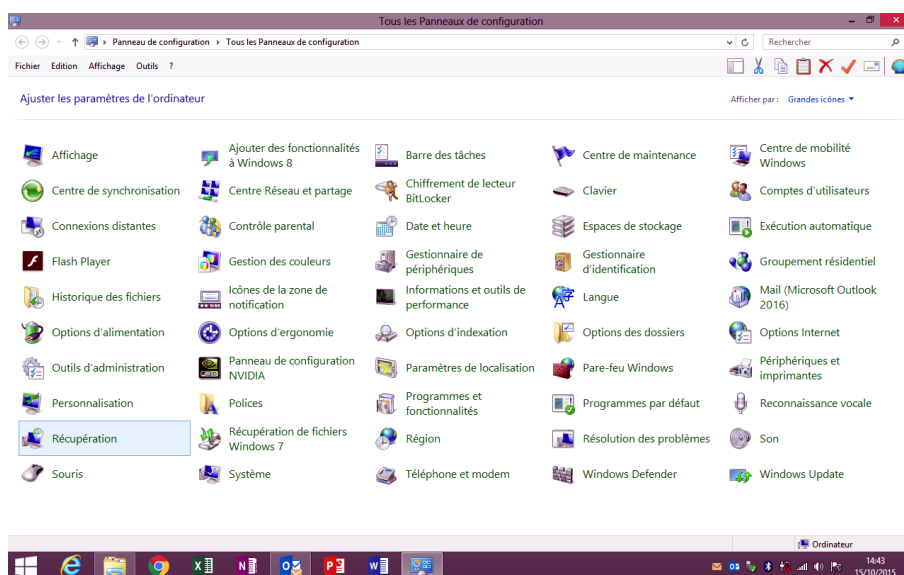 Tous les Panneaux de configuration
Panneau de configuration
Tous les Panneaux de configuration
Rechercher
Fichier Edition Affichage Outils ?
Ajuster les paramètres de l'ordinateur
Afficher par : Grandes icônes
Affichage
Ajouter des fonctionnalités
à Windows 8
Barre des tâches
Centre de maintenance
Centre de mobilité
Windows
Centre de synchronisation
Centre Réseau et partage
Chiffrement de lecteur
BitLocker
Clavier
Comptes d'utilisateurs
Connexions distantes
Contrôle parental
Date et heure
Espaces de stockage
Exécution automatique
Flash Player
Gestion des couleurs
Gestionnaire de
périphériques
Gestionnaire
d'identification
Groupement résidentiel
Historique des fichiers
Icônes de la zone de
notification
Informations et outils de
performance
Langue
Mail (Microsoft Outlook
2016)
Options d'alimentation
Options d'ergonomie
Options d'indexation
Options des dossiers
Options Internet
Outils d'administration
Panneau de configuration
NVIDIA
Paramètres de localisation
Pare-feu Windows
Périphériques et
imprimantes
Personnalisation
Polices
Programmes et
fonctionnalités
Programmes par défaut
Reconnaissance vocale
Récupération
Récupération de fichiers
Windows 7
Région
Résolution des problèmes
Son
Souris
Système
Téléphone et modem
Windows Defender
Windows Update
Ordinateur
14:43
15/10/2015